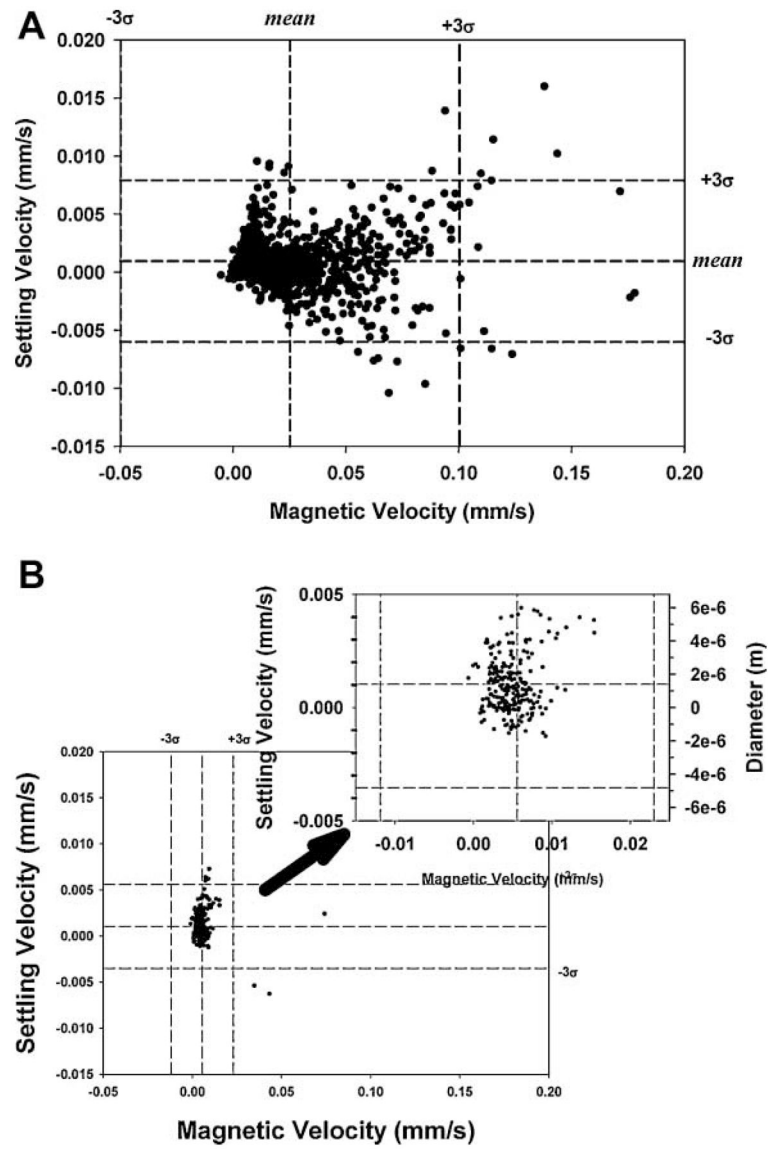 A
-3σ mean +3σ
0.020
0.015
0.010
0.005
0.000
-0.005
-0.010
-0.015
Settling Velocity (mm/s)
+3σ
mean
-3σ
-0.05 0.00 0.05 0.10 0.15 0.20
Magnetic Velocity (mm/s)
B
0.005
0.000
-0.005
Settling Velocity (mm/s)
6e-6
4e-6
2e-6
0
-2e-6
-4e-6
-6e-6
Diameter (m)
-0.01 0.00 0.01 0.02
Magnetic Velocity (mm/s)
-3σ +3σ
0.020
0.015
0.010
0.005
0.000
-0.005
-0.010
-0.015
Settling Velocity (mm/s)
-3σ
-0.05 0.00 0.05 0.10 0.15 0.20
Magnetic Velocity (mm/s)